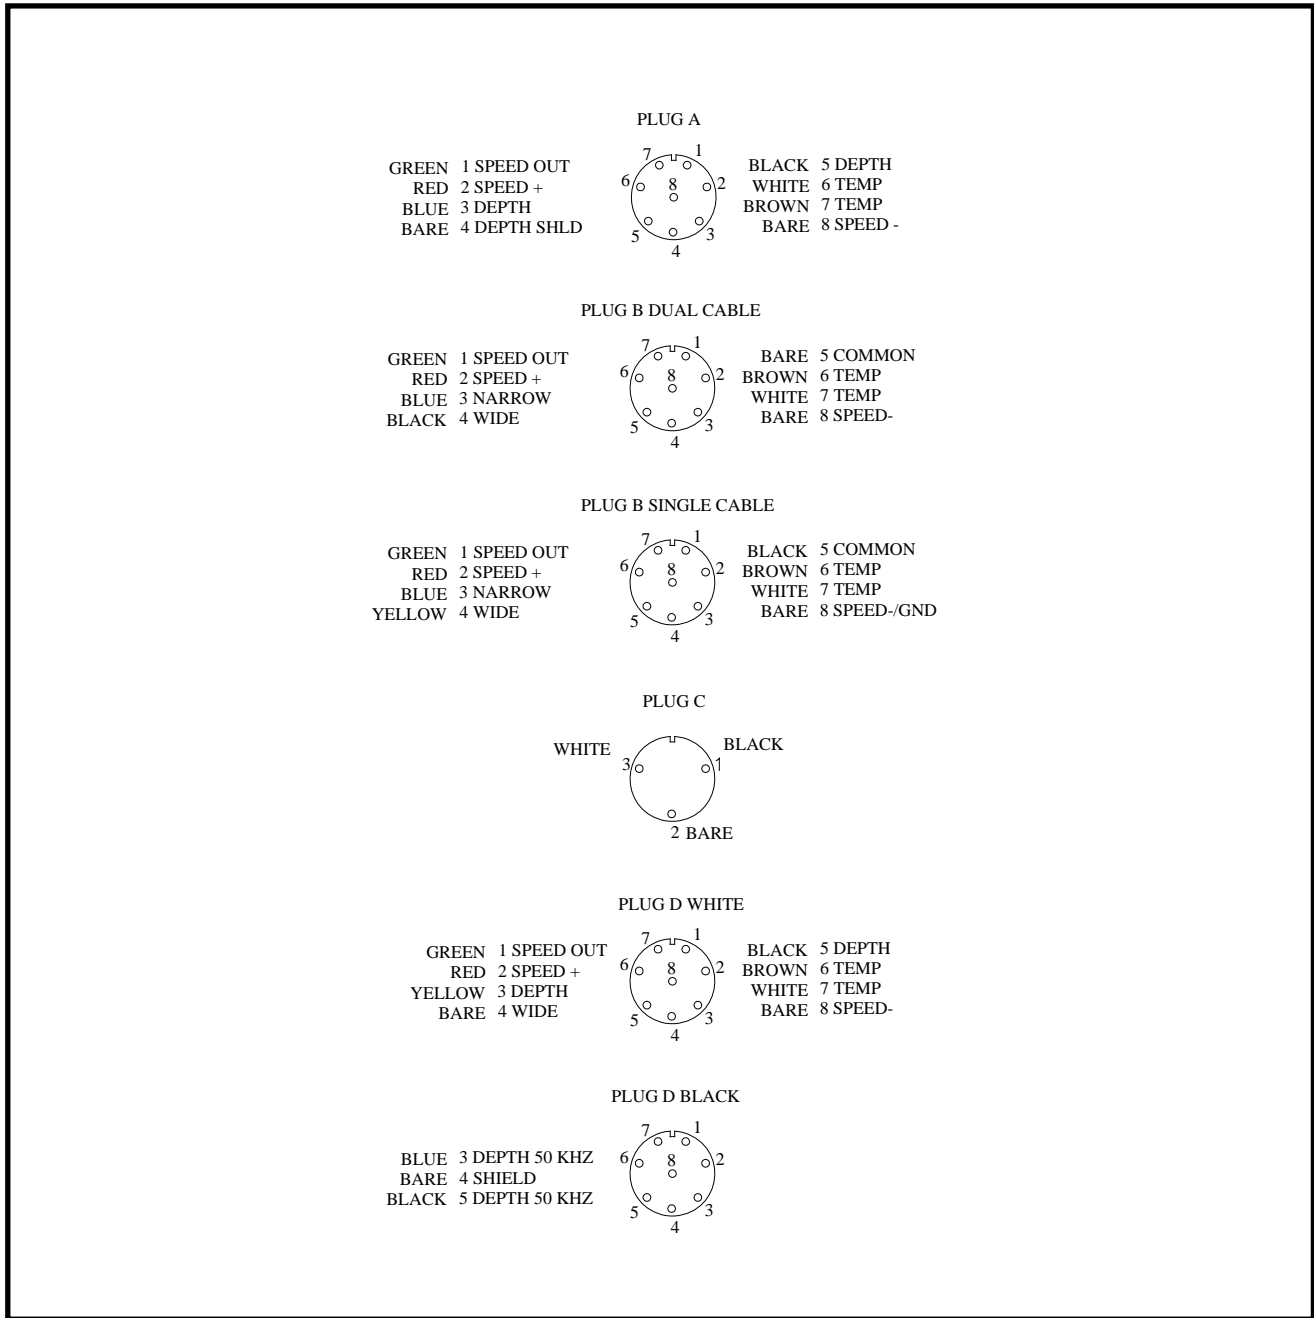 PLUG A
GREEN 1 SPEED OUT
RED 2 SPEED +
BLUE 3 DEPTH
BARE 4 DEPTH SHLD
7 1
6 8 2
5 3
4
BLACK 5 DEPTH
WHITE 6 TEMP
BROWN 7 TEMP
BARE 8 SPEED -
PLUG B DUAL CABLE
GREEN 1 SPEED OUT
RED 2 SPEED +
BLUE 3 NARROW
BLACK 4 WIDE
7 1
6 8 2
5 3
4
BARE 5 COMMON
BROWN 6 TEMP
WHITE 7 TEMP
BARE 8 SPEED-
PLUG B SINGLE CABLE
GREEN 1 SPEED OUT
RED 2 SPEED +
BLUE 3 NARROW
YELLOW 4 WIDE
7 1
6 8 2
5 3
4
BLACK 5 COMMON
BROWN 6 TEMP
WHITE 7 TEMP
BARE 8 SPEED-/GND
PLUG C
WHITE BLACK
3 1
2 BARE
PLUG D WHITE
GREEN 1 SPEED OUT
RED 2 SPEED +
YELLOW 3 DEPTH
BARE 4 WIDE
7 1
6 8 2
5 3
4
BLACK 5 DEPTH
BROWN 6 TEMP
WHITE 7 TEMP
BARE 8 SPEED-
PLUG D BLACK
BLUE 3 DEPTH 50 KHZ
BARE 4 SHIELD
BLACK 5 DEPTH 50 KHZ
7 1
6 8 2
5 3
4